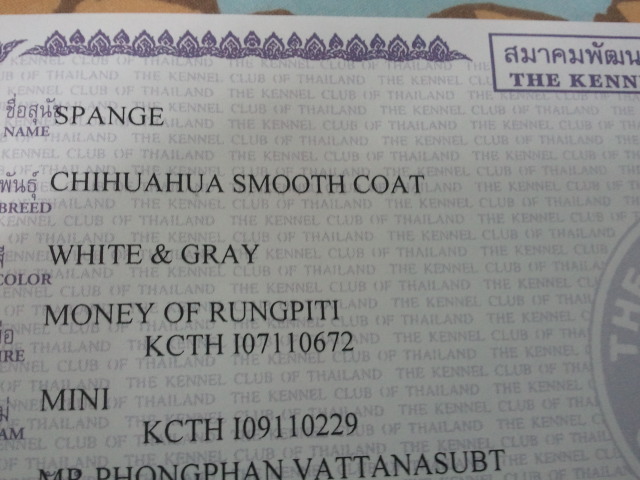 สมาคมพัฒน
THE KENN
ชื่อสุนัข SPANGE
NAME
พันธุ์ CHIHUAHUA SMOOTH COAT
BREED
WHITE & GRAY
COLOR
MONEY OF RUNGPITI
KCTH I07110672
MINI
KCTH I09110229
MR PHONGPHAN VATTANASUBT